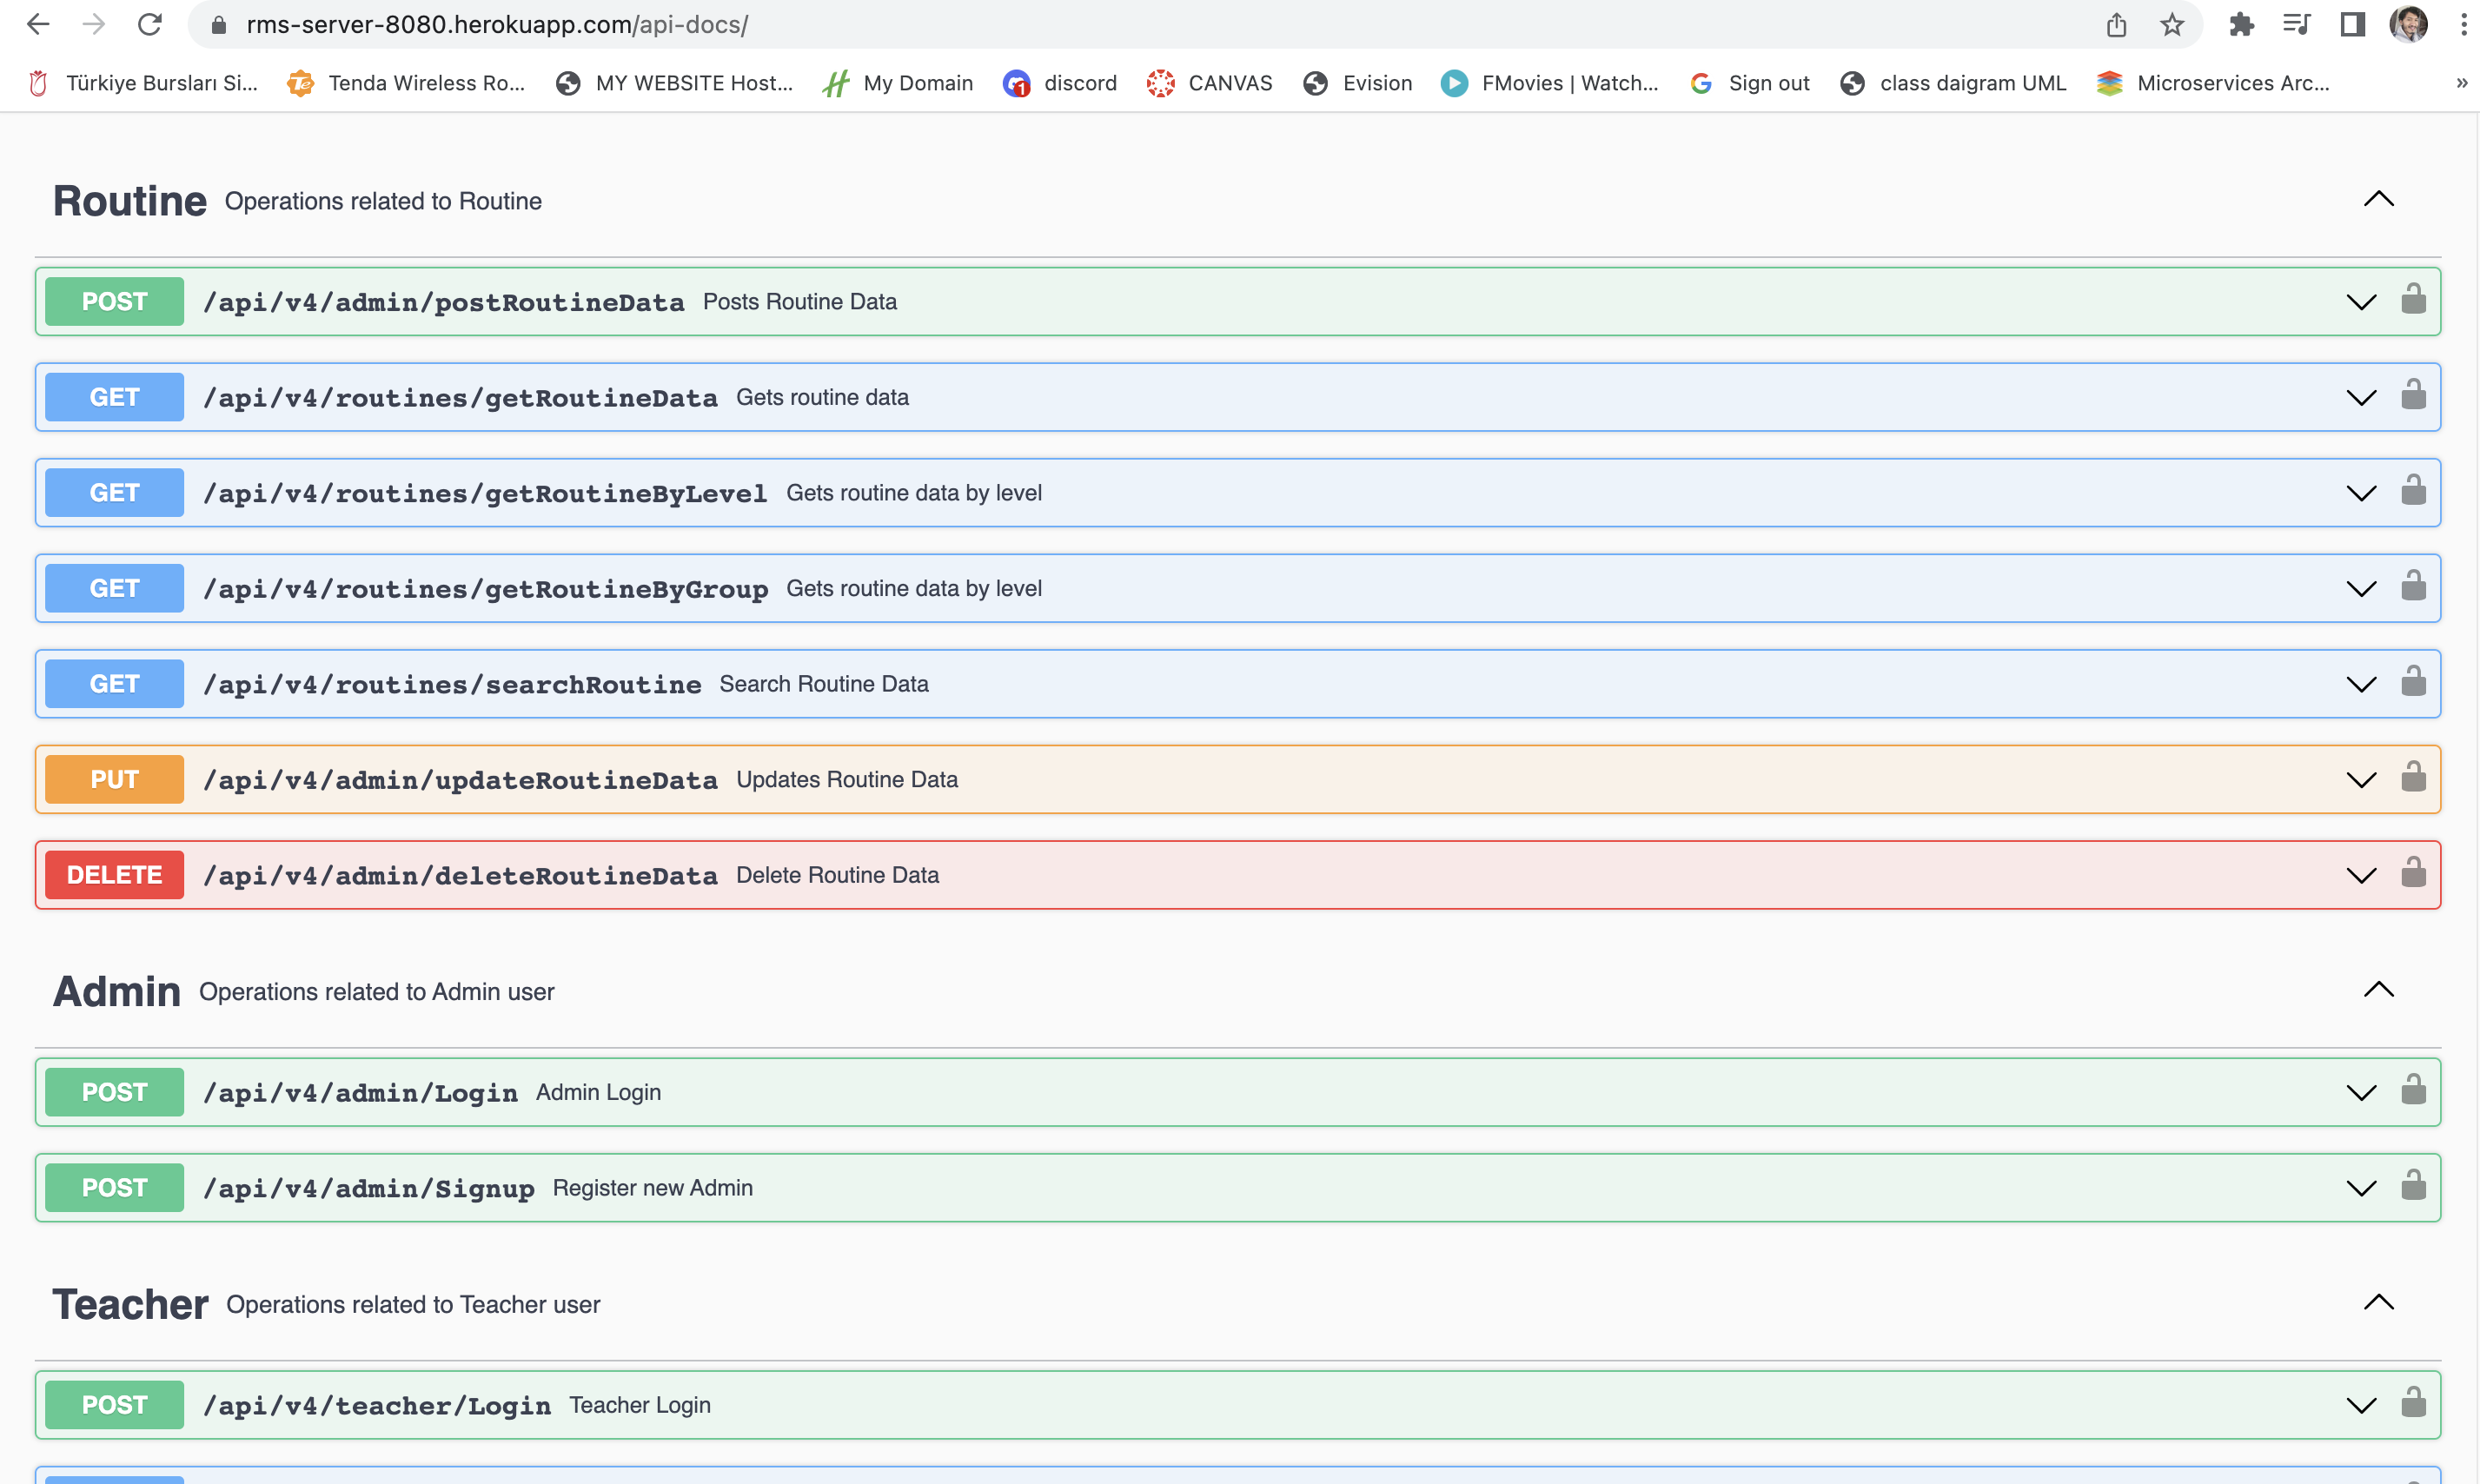 rms-server-8080.herokuapp.com/api-docs/
Türkiye Bursları Si... Tenda Wireless Ro... MY WEBSITE Host... My Domain 1 discord CANVAS Evision FMovies | Watch... Sign out class daigram UML Microservices Arc... »
Routine Operations related to Routine
POST /api/v4/admin/postRoutineData Posts Routine Data
GET /api/v4/routines/getRoutineData Gets routine data
GET /api/v4/routines/getRoutineByLevel Gets routine data by level
GET /api/v4/routines/getRoutineByGroup Gets routine data by level
GET /api/v4/routines/searchRoutine Search Routine Data
PUT /api/v4/admin/updateRoutineData Updates Routine Data
DELETE /api/v4/admin/deleteRoutineData Delete Routine Data
Admin Operations related to Admin user
POST /api/v4/admin/Login Admin Login
POST /api/v4/admin/Signup Register new Admin
Teacher Operations related to Teacher user
POST /api/v4/teacher/Login Teacher Login